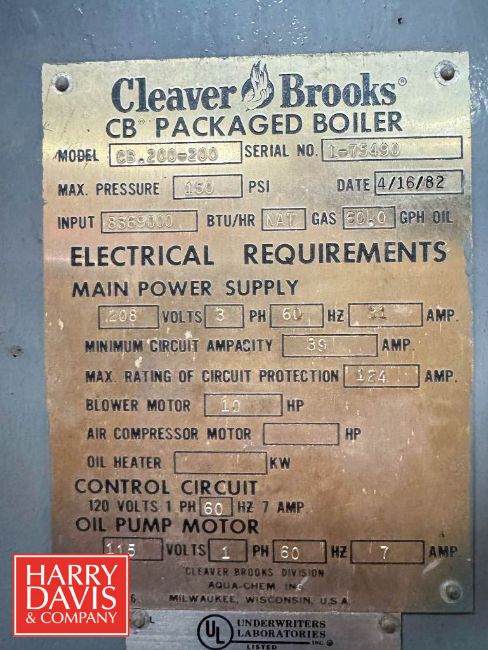 Cleaver Brooks®
CB® PACKAGED BOILER
MODEL CB.200-200 SERIAL NO. L-75490
MAX. PRESSURE 150 PSI DATE 4/16/82
INPUT 8369000 BTU/HR NAT GAS 60.0 GPH OIL
ELECTRICAL REQUIREMENTS
MAIN POWER SUPPLY
208 VOLTS 3 PH 60 HZ 31 AMP.
MINIMUM CIRCUIT AMPACITY 39 AMP.
MAX. RATING OF CIRCUIT PROTECTION 124 AMP.
BLOWER MOTOR 10 HP
AIR COMPRESSOR MOTOR HP
OIL HEATER KW
CONTROL CIRCUIT
120 VOLTS 1 PH 60 HZ 7 AMP
OIL PUMP MOTOR
115 VOLTS 1 PH 60 HZ 7 AMP
CLEAVER BROOKS DIVISION
AQUA-CHEM INC
MILWAUKEE, WISCONSIN, U.S.A.
HARRY
DAVIS
& COMPANY
UL UNDERWRITERS
LABORATORIES
INC.®
LISTED